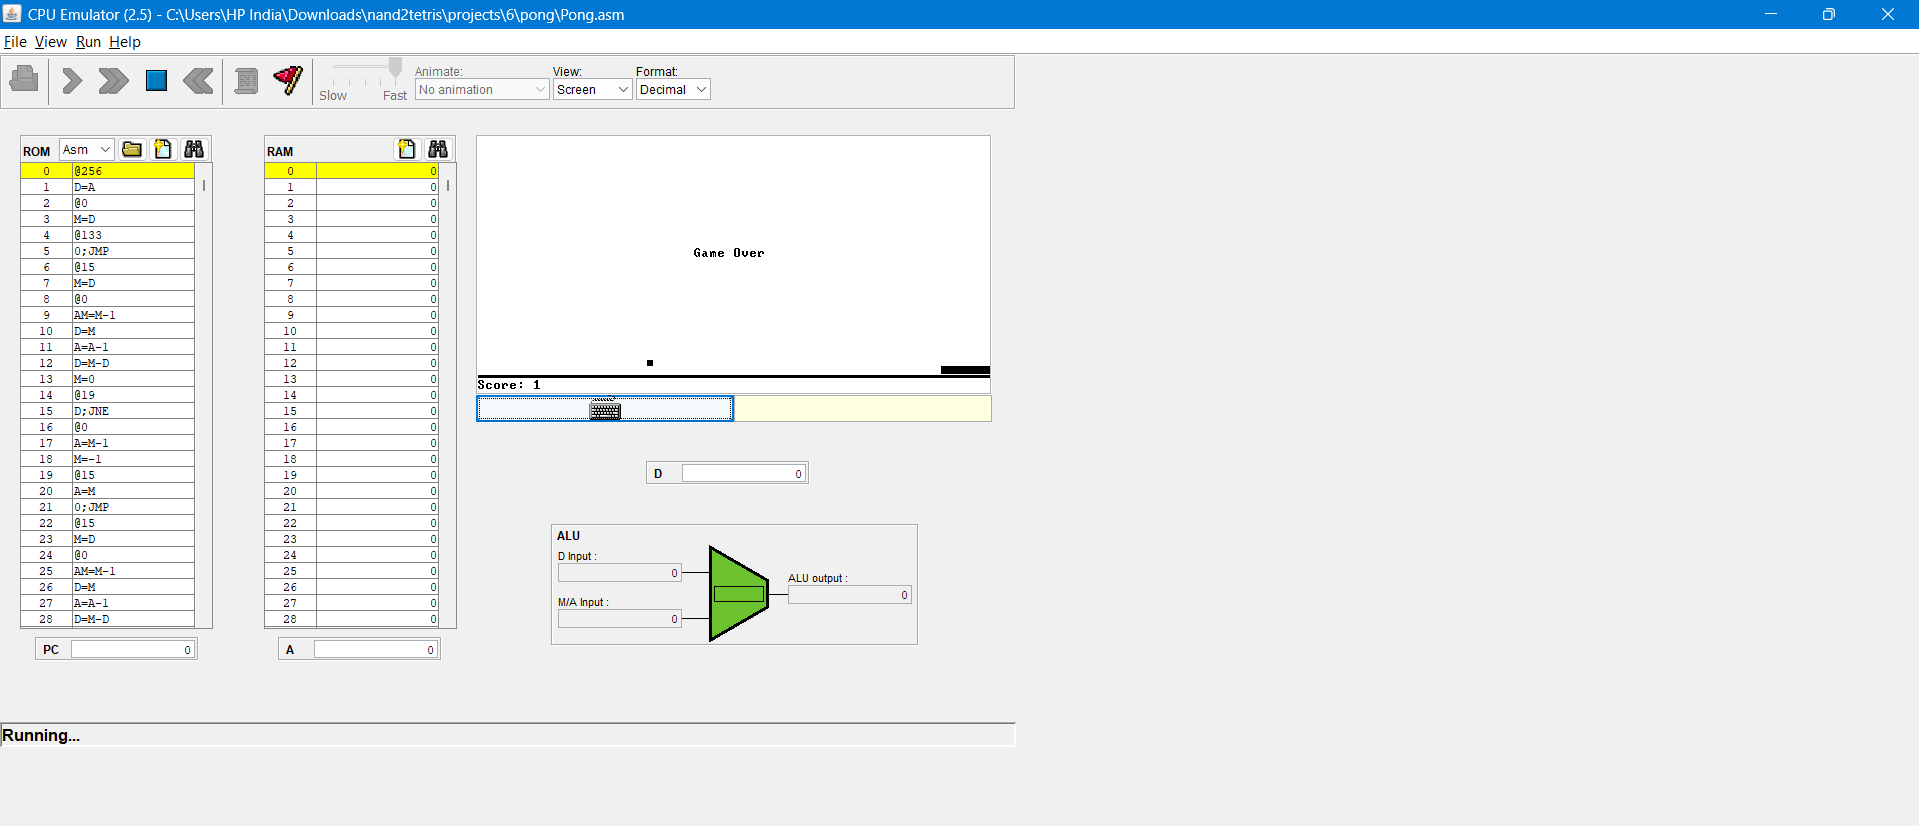 CPU Emulator (2.5) - C:\Users\HP India\Downloads\nand2tetris\projects\6\pong\Pong.asm
File View Run Help
Slow Fast
Animate: View: Format:
No animation Screen Decimal
ROM Asm
0 @256
1 D=A
2 @0
3 M=D
4 @133
5 0;JMP
6 @15
7 M=D
8 @0
9 AM=M-1
10 D=M
11 A=A-1
12 D=M-D
13 M=0
14 @19
15 D;JNE
16 @0
17 A=M-1
18 M=-1
19 @15
20 A=M
21 0;JMP
22 @15
23 M=D
24 @0
25 AM=M-1
26 D=M
27 A=A-1
28 D=M-D
PC 0
RAM
0 0
1 0
2 0
3 0
4 0
5 0
6 0
7 0
8 0
9 0
10 0
11 0
12 0
13 0
14 0
15 0
16 0
17 0
18 0
19 0
20 0
21 0
22 0
23 0
24 0
25 0
26 0
27 0
28 0
A 0
Game Over
Score: 1
D 0
ALU
D Input :
0
M/A Input :
0
ALU output :
0
Running...